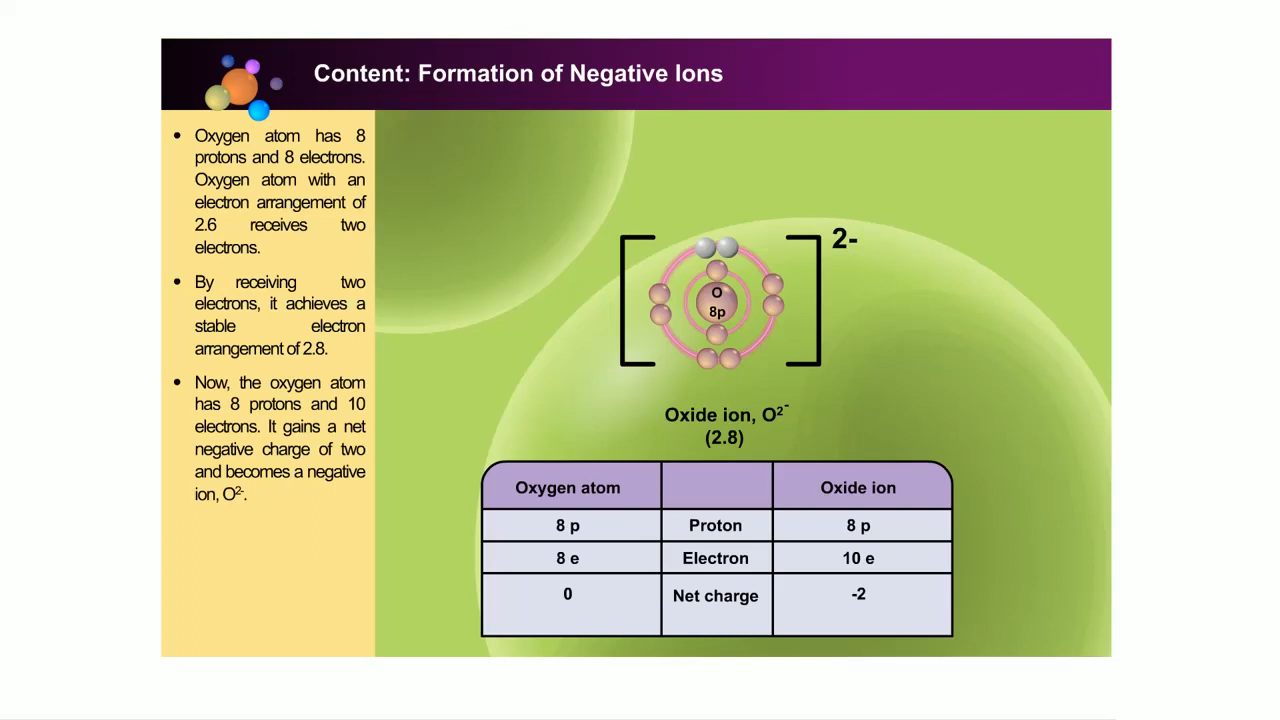 Content: Formation of Negative Ions
• Oxygen atom has 8
protons and 8 electrons.
Oxygen atom with an
electron arrangement of
2.6 receives two
electrons.
• By receiving two
electrons, it achieves a
stable electron
arrangement of 2.8.
• Now, the oxygen atom
has 8 protons and 10
electrons. It gains a net
negative charge of two
and becomes a negative
ion, O²⁻.
2-
O
8p
Oxide ion, O²⁻
(2.8)
Oxygen atom Oxide ion
8 p Proton 8 p
8 e Electron 10 e
0 Net charge -2